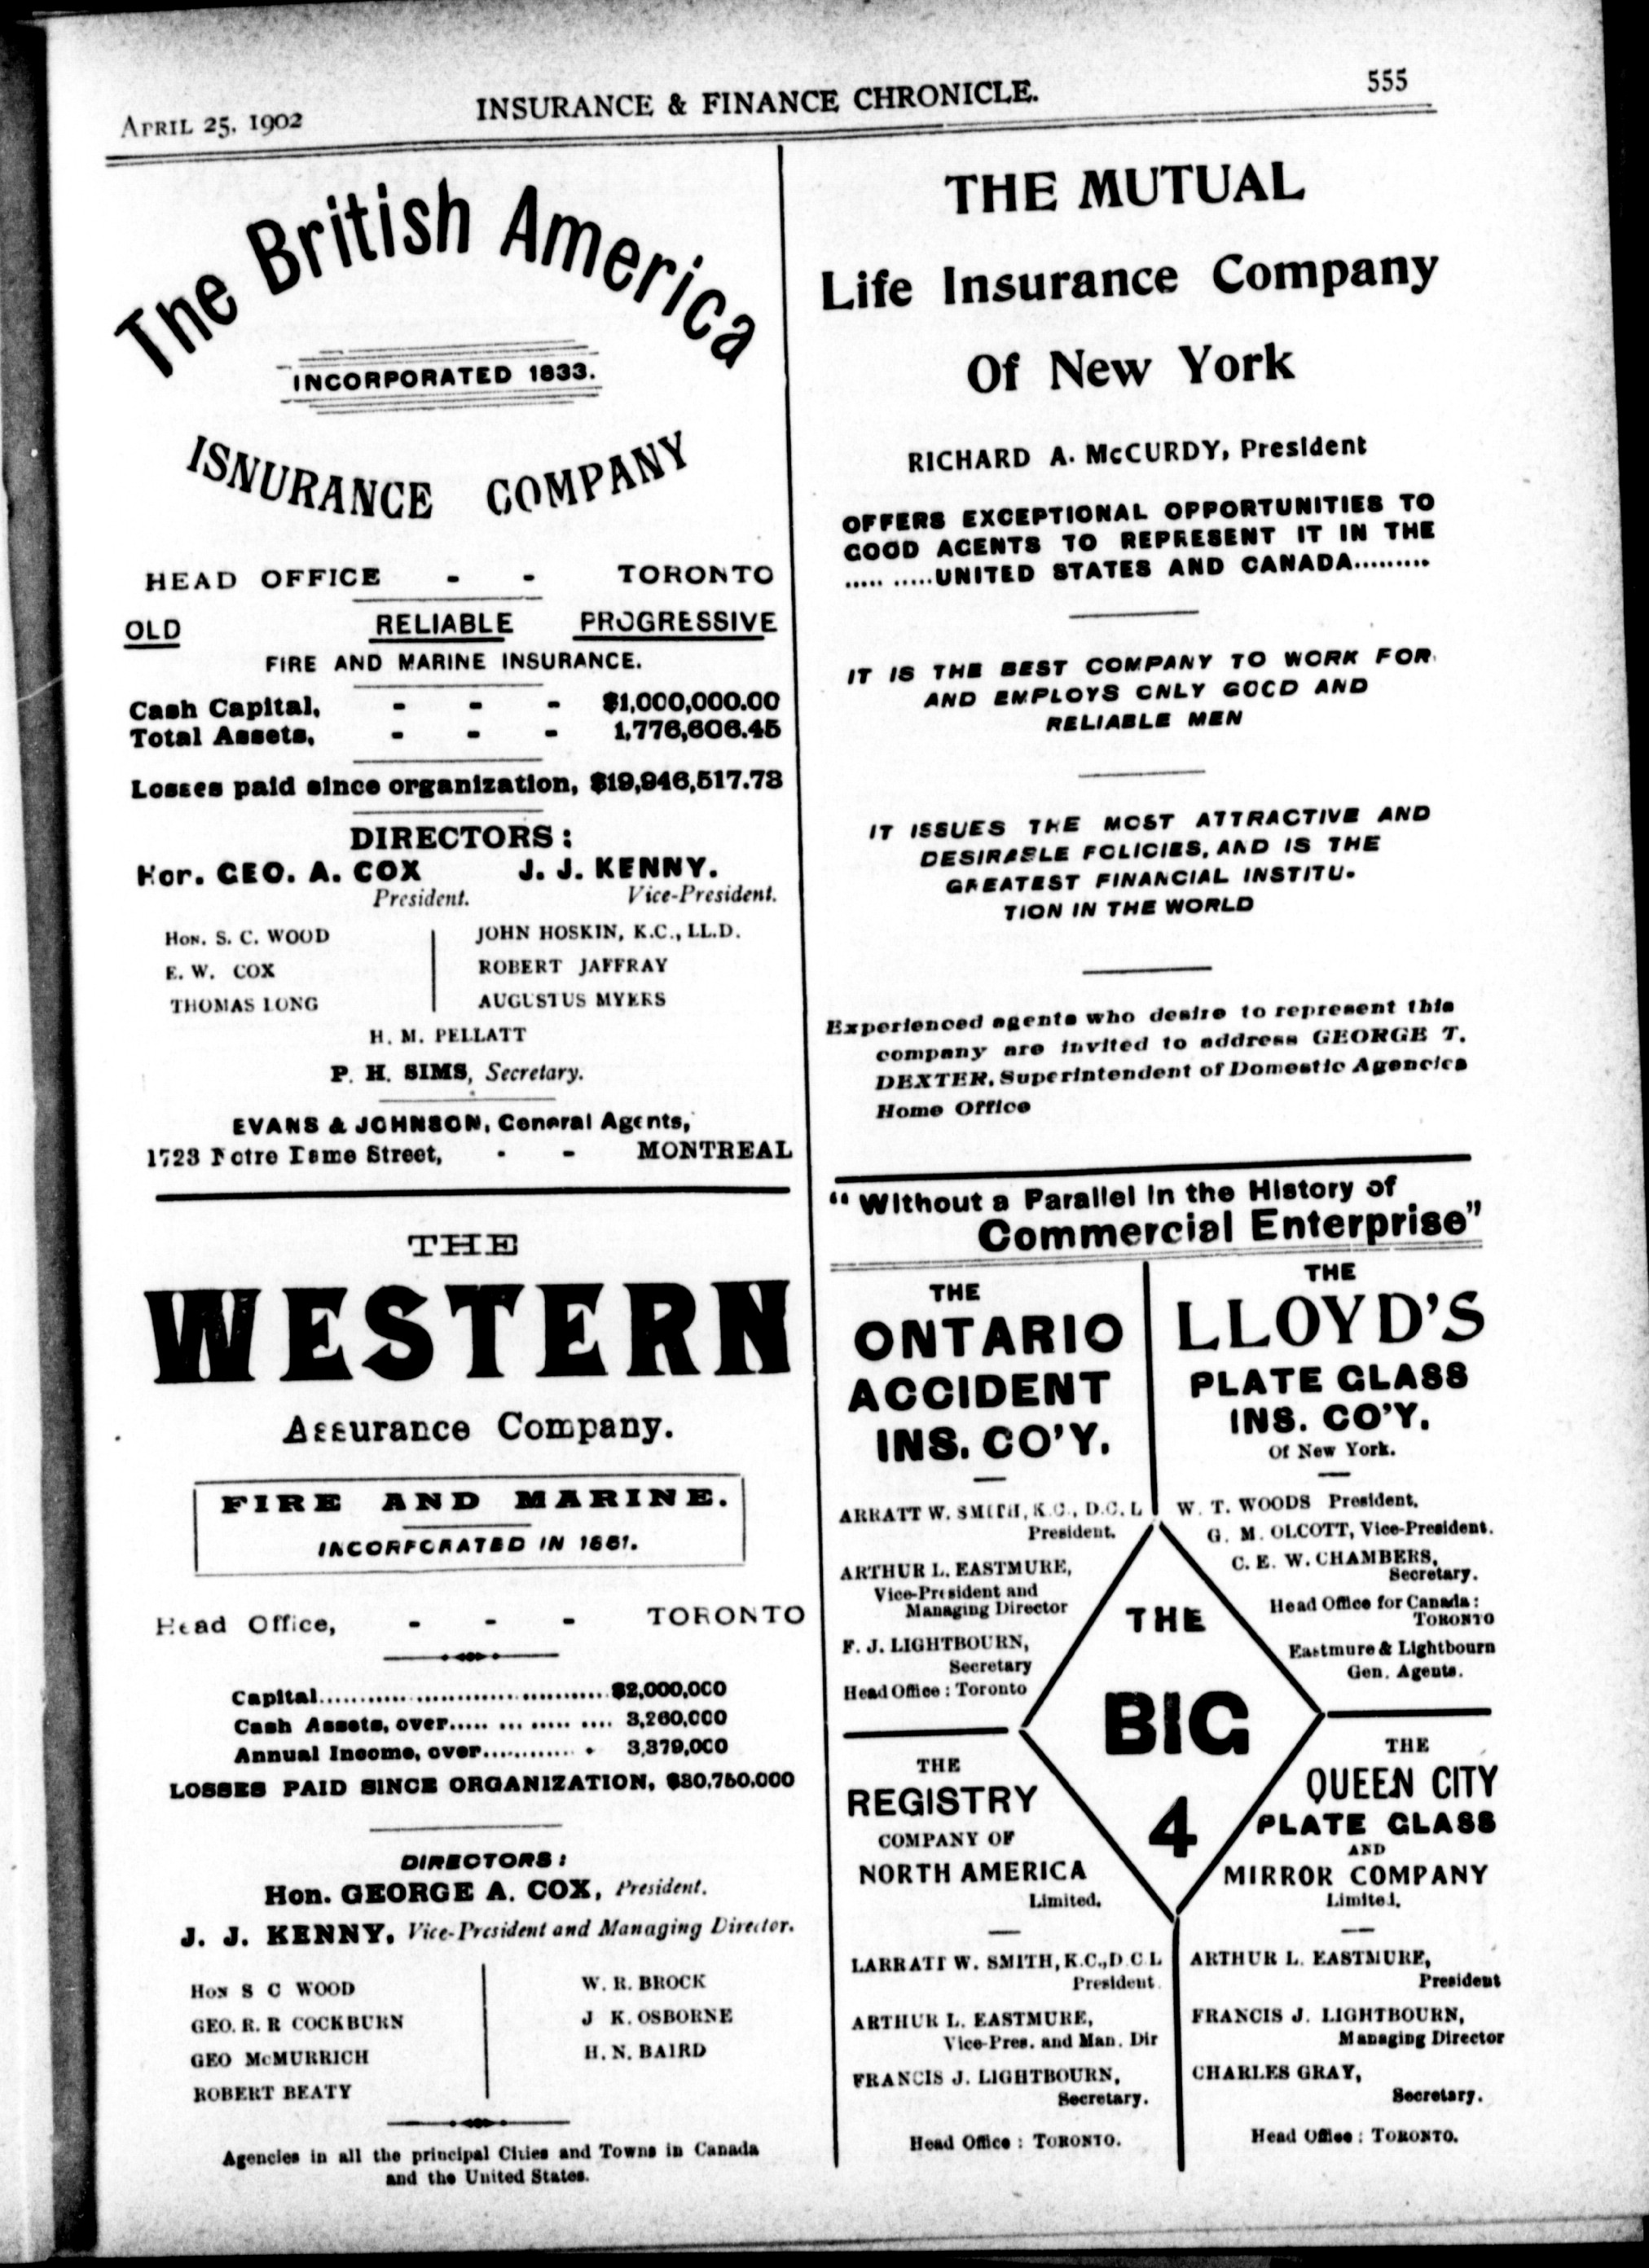 APRIL 25, 1902
INSURANCE & FINANCE CHRONICLE.
555
The British America
INCORPORATED 1833.
ISNURANCE COMPANY
HEAD OFFICE - - TORONTO
OLD RELIABLE PROGRESSIVE
FIRE AND MARINE INSURANCE.
Cash Capital, - - - $1,000,000.00
Total Assets, - - - 1,776,606.45
Losses paid since organization, $19,946,517.73
DIRECTORS:
Hon. GEO. A. COX J. J. KENNY.
President. Vice-President.
HON. S. C. WOOD
E. W. COX
THOMAS LONG
JOHN HOSKIN, K.C., LL.D.
ROBERT JAFFRAY
AUGUSTUS MYERS
H. M. PELLATT
P. H. SIMS, Secretary.
EVANS & JOHNSON, General Agents,
1723 Notre Dame Street, - - MONTREAL
THE
WESTERN
Assurance Company.
FIRE AND MARINE.
INCORPORATED IN 1851.
Head Office, - - - TORONTO
Capital.................................... $2,000,000
Cash Assets, over..... ... ..... .... 3,260,000
Annual Income, over............ . 3,379,000
LOSSES PAID SINCE ORGANIZATION, $30,750,000
DIRECTORS:
Hon. GEORGE A. COX, President.
J. J. KENNY, Vice-President and Managing Director.
HON S C WOOD
GEO. R. R COCKBURN
GEO McMURRICH
ROBERT BEATY
W. R. BROCK
J K. OSBORNE
H. N. BAIRD
Agencies in all the principal Cities and Towns in Canada
and the United States.
THE MUTUAL
Life Insurance Company
Of New York
RICHARD A. McCURDY, President
OFFERS EXCEPTIONAL OPPORTUNITIES TO
GOOD AGENTS TO REPRESENT IT IN THE
..... .....UNITED STATES AND CANADA.........
IT IS THE BEST COMPANY TO WORK FOR
AND EMPLOYS ONLY GOOD AND
RELIABLE MEN
IT ISSUES THE MOST ATTRACTIVE AND
DESIRABLE POLICIES, AND IS THE
GREATEST FINANCIAL INSTITU-
TION IN THE WORLD
Experienced agents who desire to represent this
company are invited to address GEORGE T.
DEXTER, Superintendent of Domestic Agencies
Home Office
"Without a Parallel in the History of
Commercial Enterprise"
THE
ONTARIO
ACCIDENT
INS. CO'Y.
ARRATT W. SMITH, K.C., D.C. L
President.
ARTHUR L. EASTMURE,
Vice-President and
Managing Director
F. J. LIGHTBOURN,
Secretary
Head Office : Toronto
THE
LLOYD'S
PLATE GLASS
INS. CO'Y.
Of New York.
W. T. WOODS President.
G. M. OLCOTT, Vice-President.
C. E. W. CHAMBERS,
Secretary.
Head Office for Canada:
TORONTO
Eastmure & Lightbourn
Gen. Agents.
THE
BIG
4
THE
REGISTRY
COMPANY OF
NORTH AMERICA
Limited.
LARRATT W. SMITH, K.C., D C L
President
ARTHUR L. EASTMURE,
Vice-Pres. and Man. Dir
FRANCIS J. LIGHTBOURN,
Secretary.
Head Office : TORONTO.
THE
QUEEN CITY
PLATE GLASS
AND
MIRROR COMPANY
Limited.
ARTHUR L. EASTMURE,
President
FRANCIS J. LIGHTBOURN,
Managing Director
CHARLES GRAY,
Secretary.
Head Office : TORONTO.